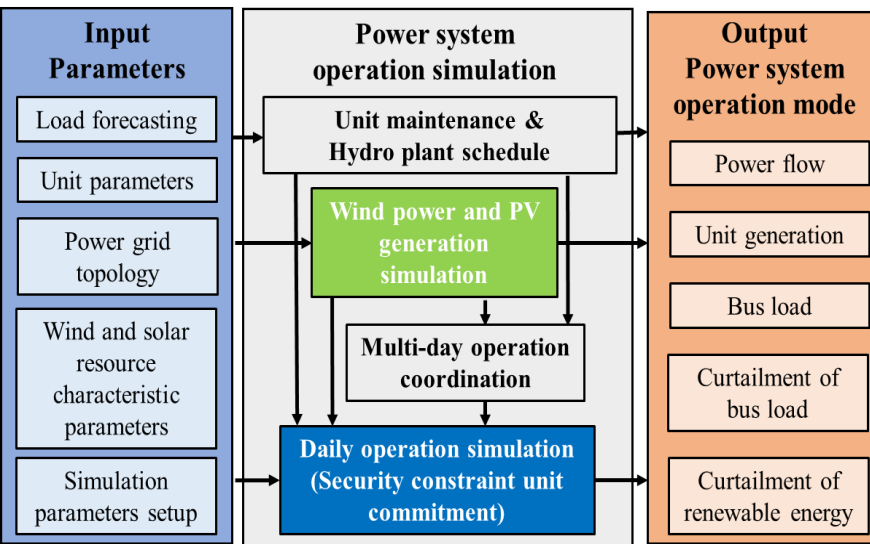 Input
Parameters
Load forecasting
Unit parameters
Power grid
topology
Wind and solar
resource
characteristic
parameters
Simulation
parameters setup
Power system
operation simulation
Unit maintenance &
Hydro plant schedule
Wind power and PV
generation
simulation
Multi-day operation
coordination
Daily operation simulation
(Security constraint unit
commitment)
Output
Power system
operation mode
Power flow
Unit generation
Bus load
Curtailment of
bus load
Curtailment of
renewable energy